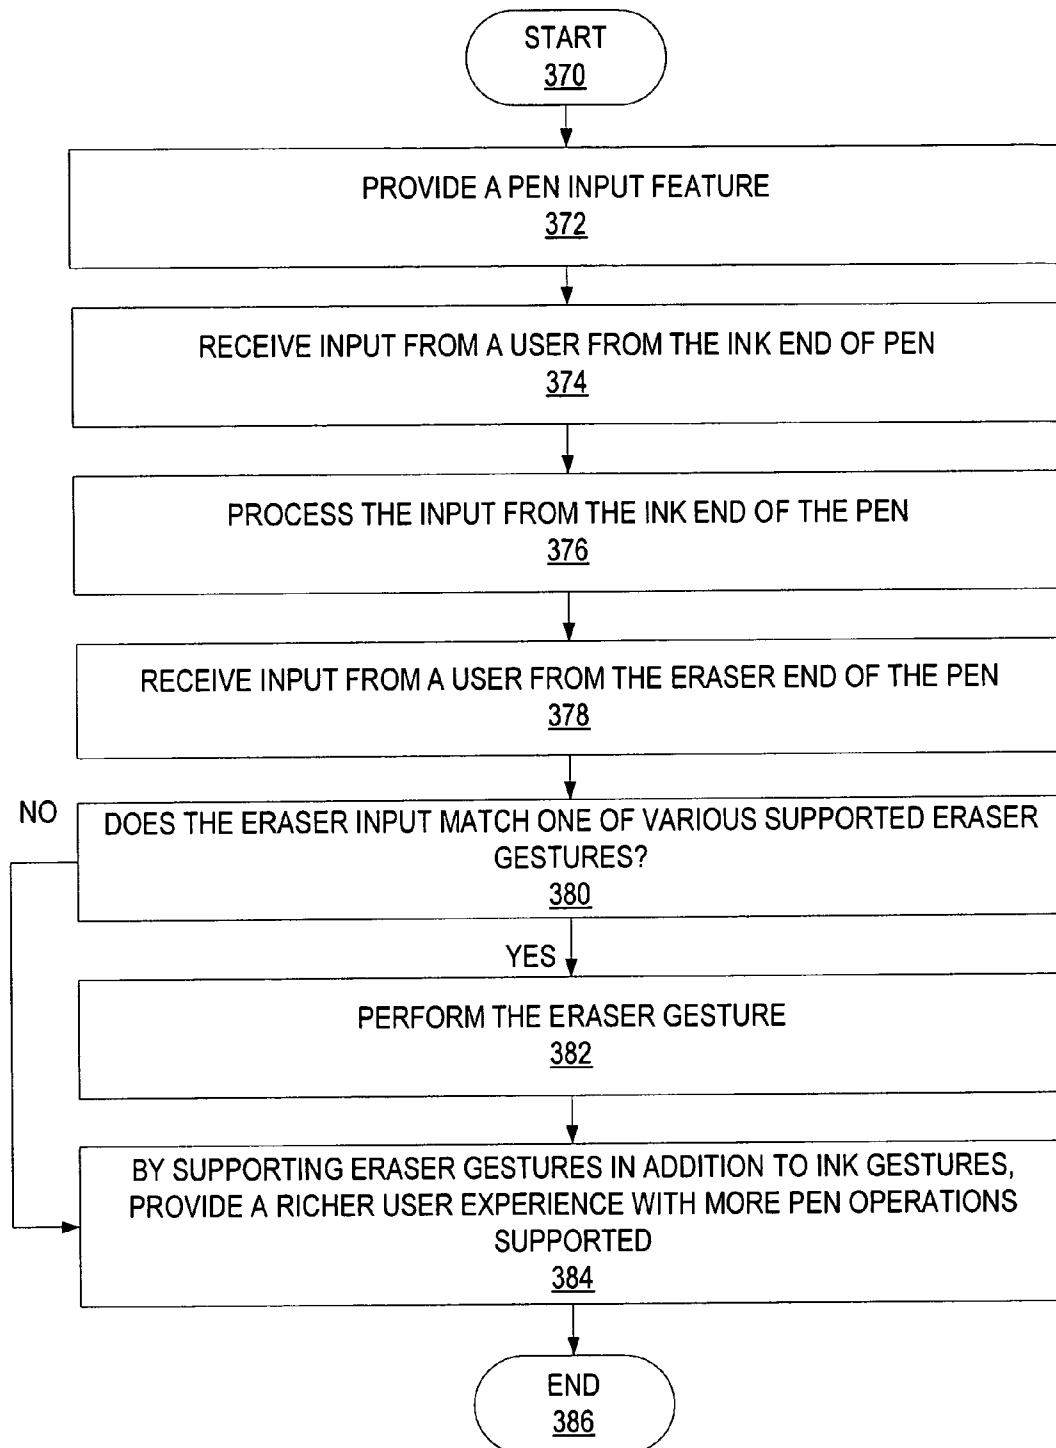 START
370
PROVIDE A PEN INPUT FEATURE
372
RECEIVE INPUT FROM A USER FROM THE INK END OF PEN
374
PROCESS THE INPUT FROM THE INK END OF THE PEN
376
RECEIVE INPUT FROM A USER FROM THE ERASER END OF THE PEN
378
NO
DOES THE ERASER INPUT MATCH ONE OF VARIOUS SUPPORTED ERASER
GESTURES?
380
YES
PERFORM THE ERASER GESTURE
382
BY SUPPORTING ERASER GESTURES IN ADDITION TO INK GESTURES,
PROVIDE A RICHER USER EXPERIENCE WITH MORE PEN OPERATIONS
SUPPORTED
384
END
386